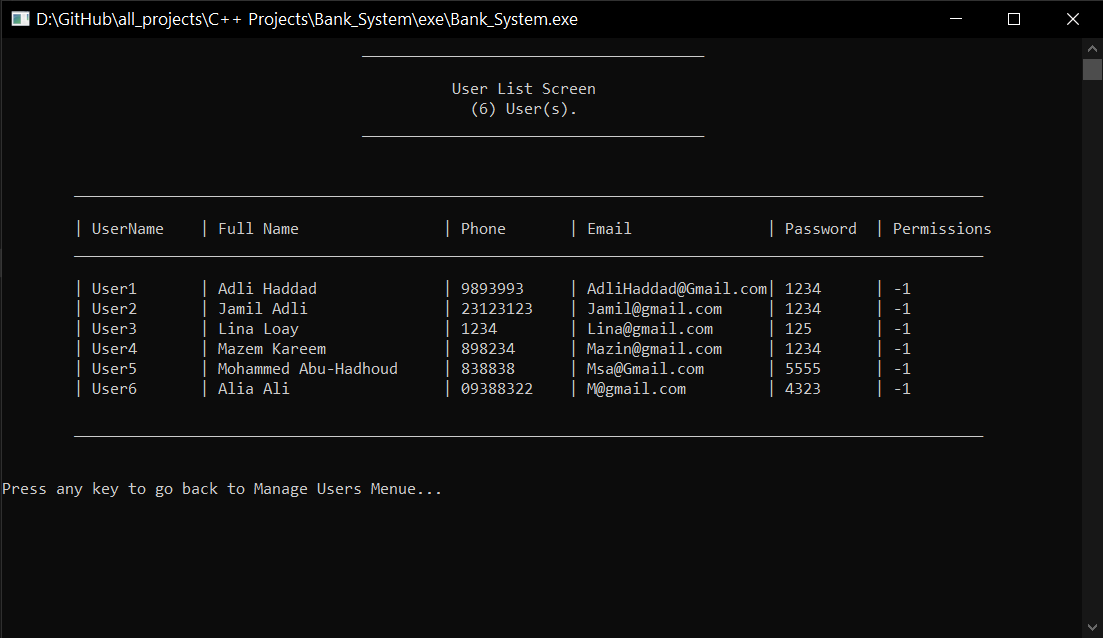 D:\GitHub\all_projects\C++ Projects\Bank_System\exe\Bank_System.exe
User List Screen
(6) User(s).
| UserName | Full Name | Phone | Email | Password | Permissions
| User1 | Adli Haddad | 9893993 | AdliHaddad@Gmail.com| 1234 | -1
| User2 | Jamil Adli | 23123123 | Jamil@gmail.com | 1234 | -1
| User3 | Lina Loay | 1234 | Lina@gmail.com | 125 | -1
| User4 | Mazem Kareem | 898234 | Mazin@gmail.com | 1234 | -1
| User5 | Mohammed Abu-Hadhoud | 838838 | Msa@Gmail.com | 5555 | -1
| User6 | Alia Ali | 09388322 | M@gmail.com | 4323 | -1
Press any key to go back to Manage Users Menue...